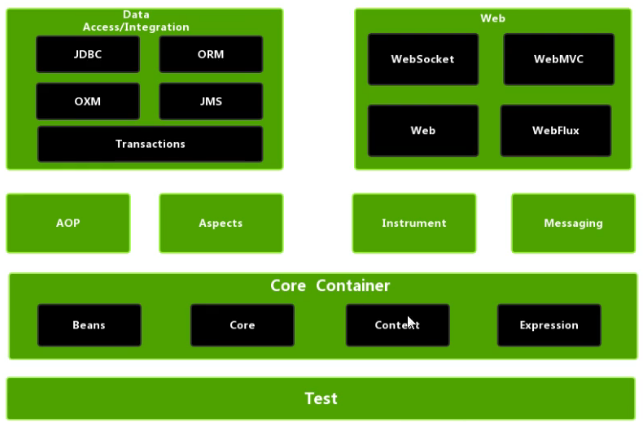 Data
Access/Integration
JDBC
ORM
OXM
JMS
Transactions
Web
WebSocket
WebMVC
Web
WebFlux
AOP
Aspects
Instrument
Messaging
Core Container
Beans
Core
Context
Expression
Test